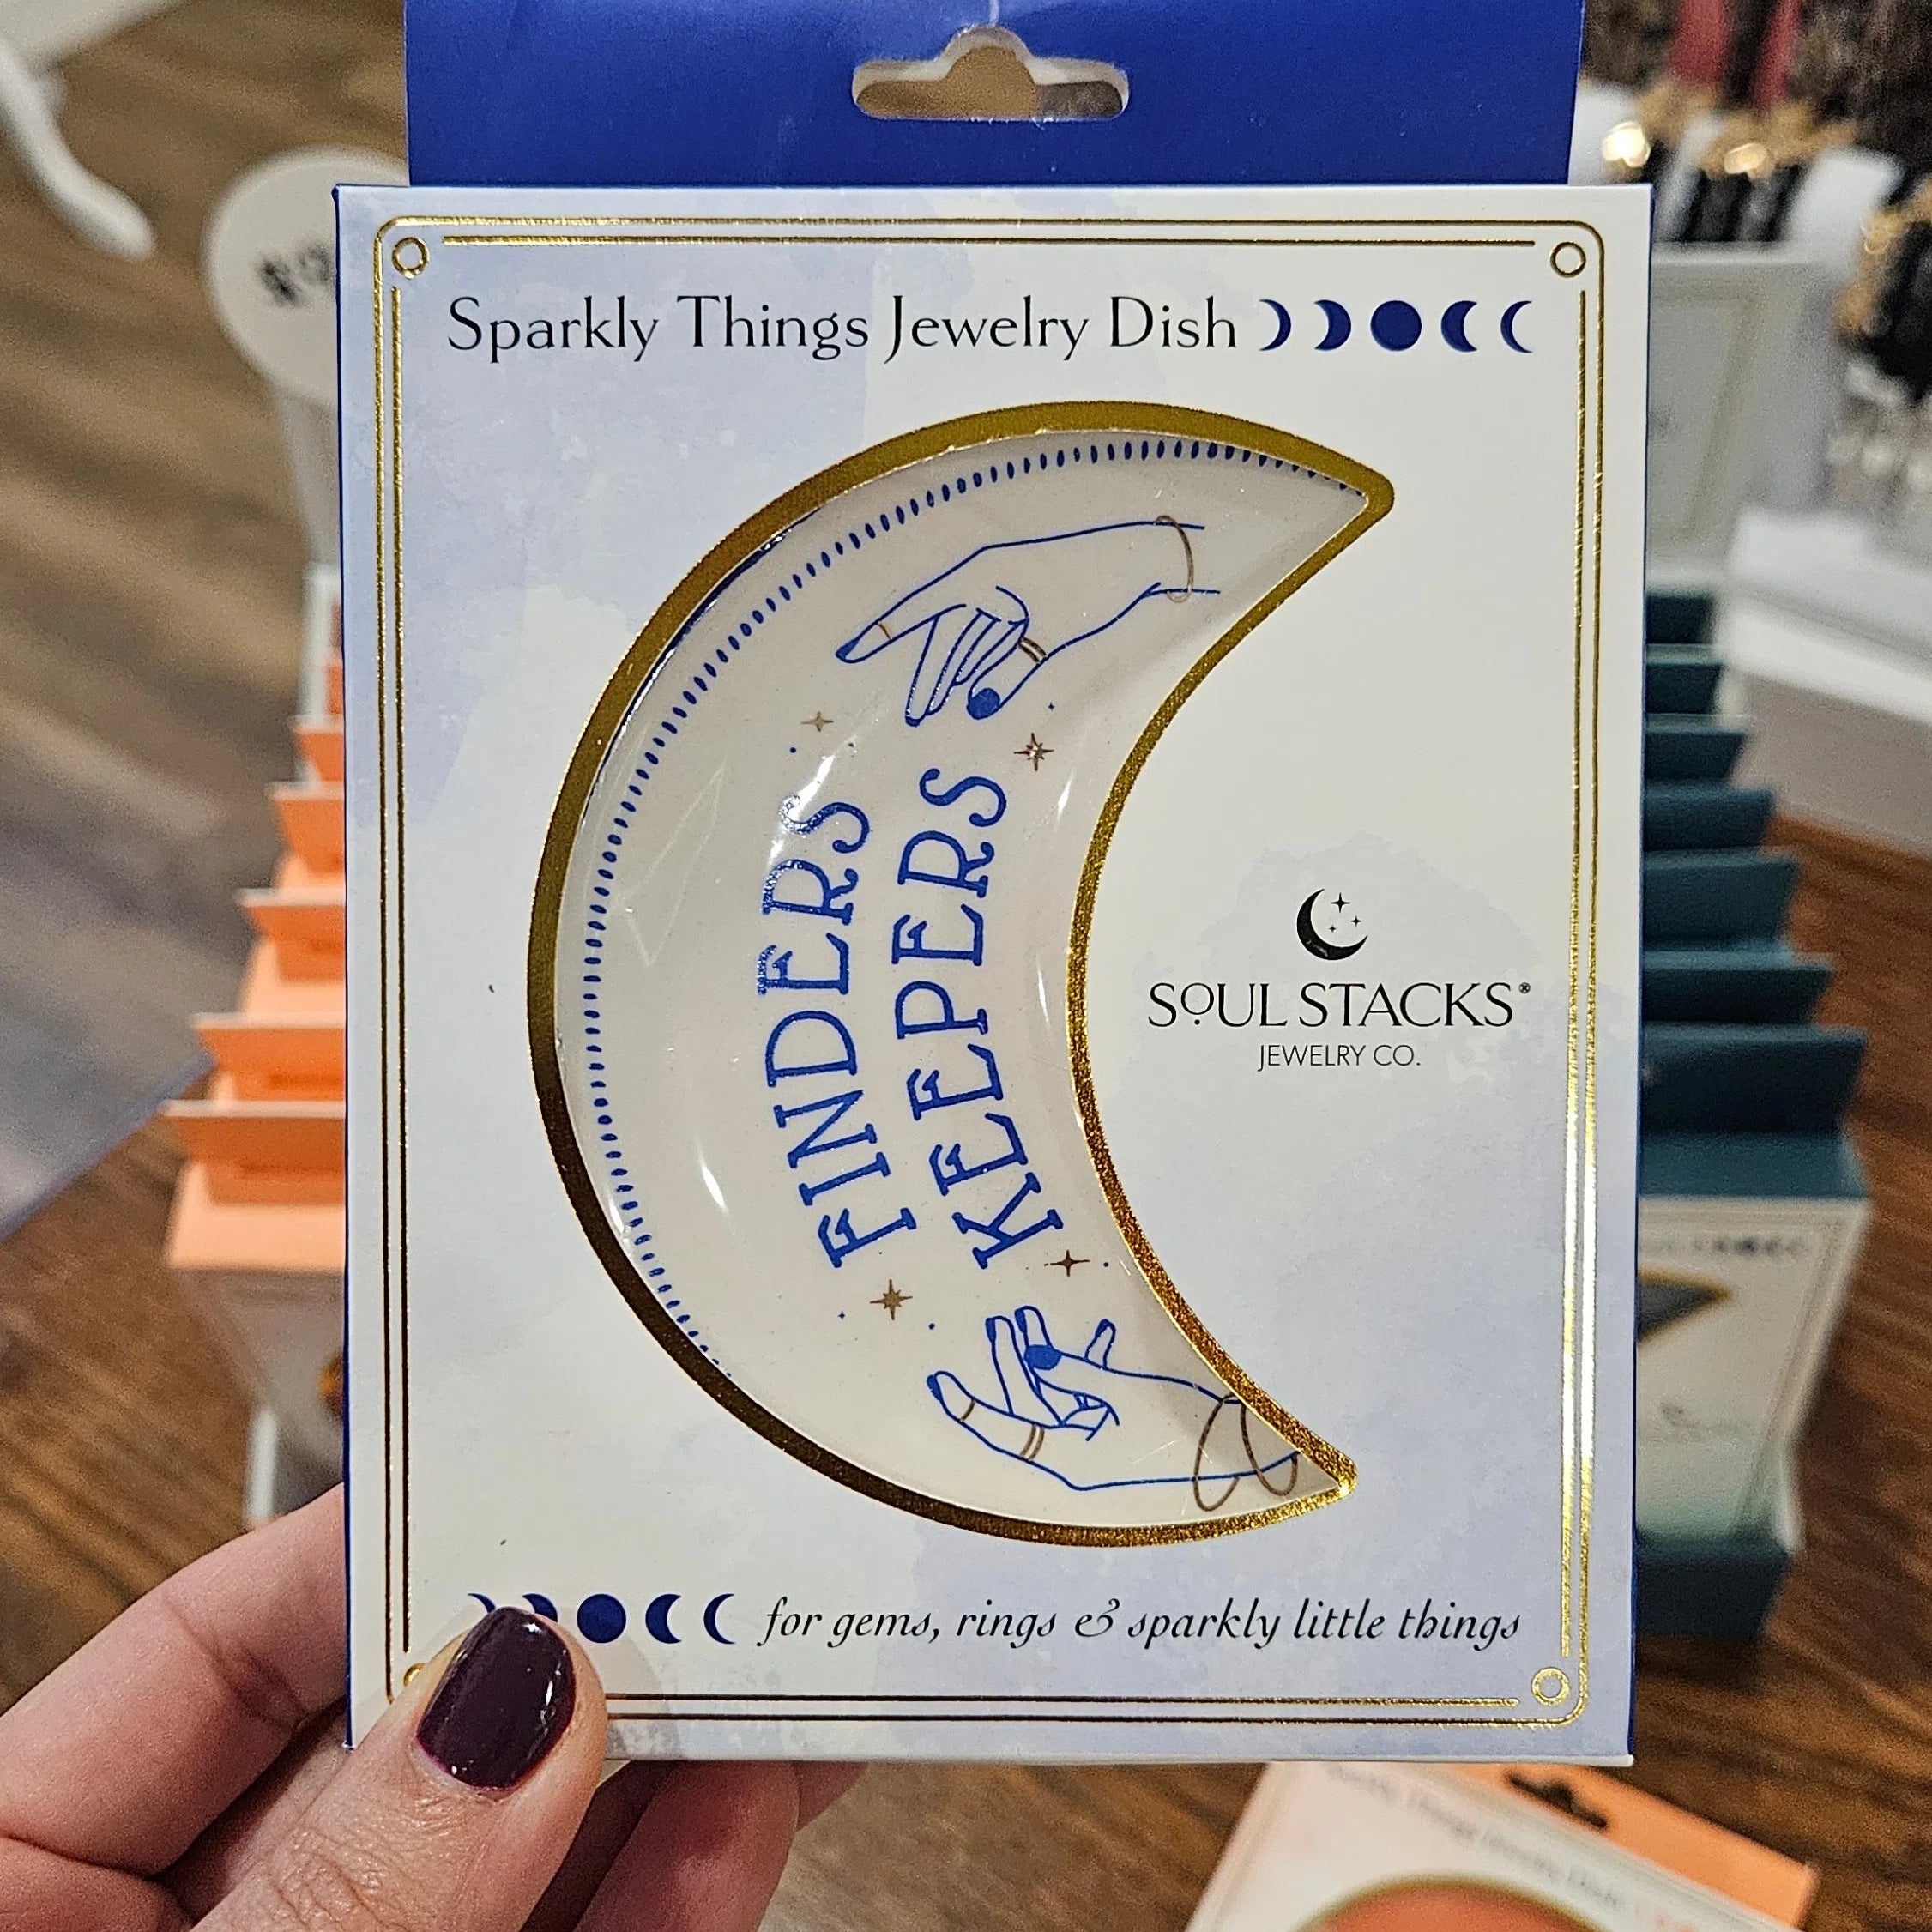 Sparkly Things Jewelry Dish
FINDERS
KEEPERS
SOUL STACKS®
JEWELRY CO.
for gems, rings & sparkly little things